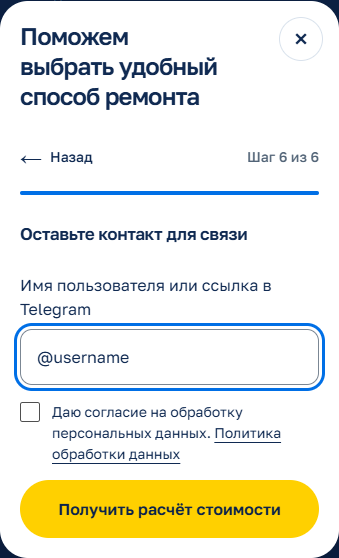 Поможем
выбрать удобный
способ ремонта
← Назад
Шаг 6 из 6
Оставьте контакт для связи
Имя пользователя или ссылка в
Telegram
@username
Даю согласие на обработку
персональных данных. Политика
обработки данных
Получить расчёт стоимости